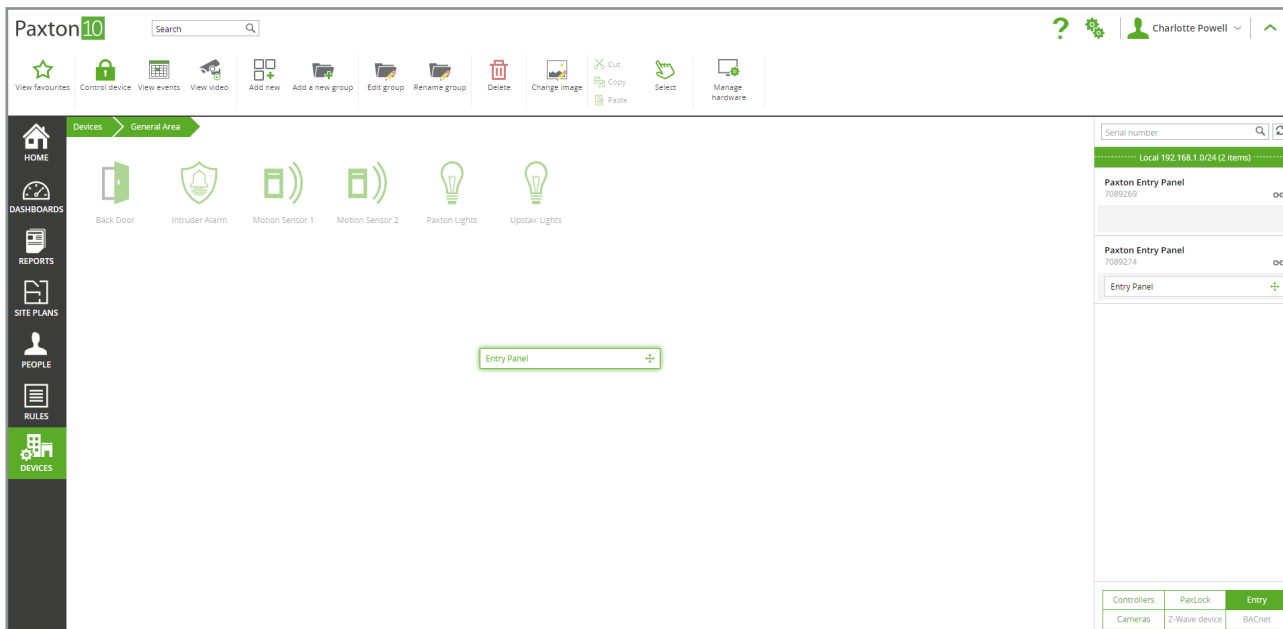 Paxton10
Search
?
Charlotte Powell
View favourites
Control device
View events
View video
Add new
Add a new group
Edit group
Rename group
Delete
Change image
Cut
Copy
Paste
Select
Manage
hardware
HOME
DASHBOARDS
REPORTS
SITE PLANS
PEOPLE
RULES
DEVICES
Devices
General Area
Back Door
Intruder Alarm
Motion Sensor 1
Motion Sensor 2
Paxton Lights
Upstair Lights
Entry Panel
Serial number
Local 192.168.1.0/24 (2 items)
Paxton Entry Panel
7089269
Paxton Entry Panel
7089274
Entry Panel
Controllers
PaxLock
Entry
Cameras
Z-Wave device
BACnet